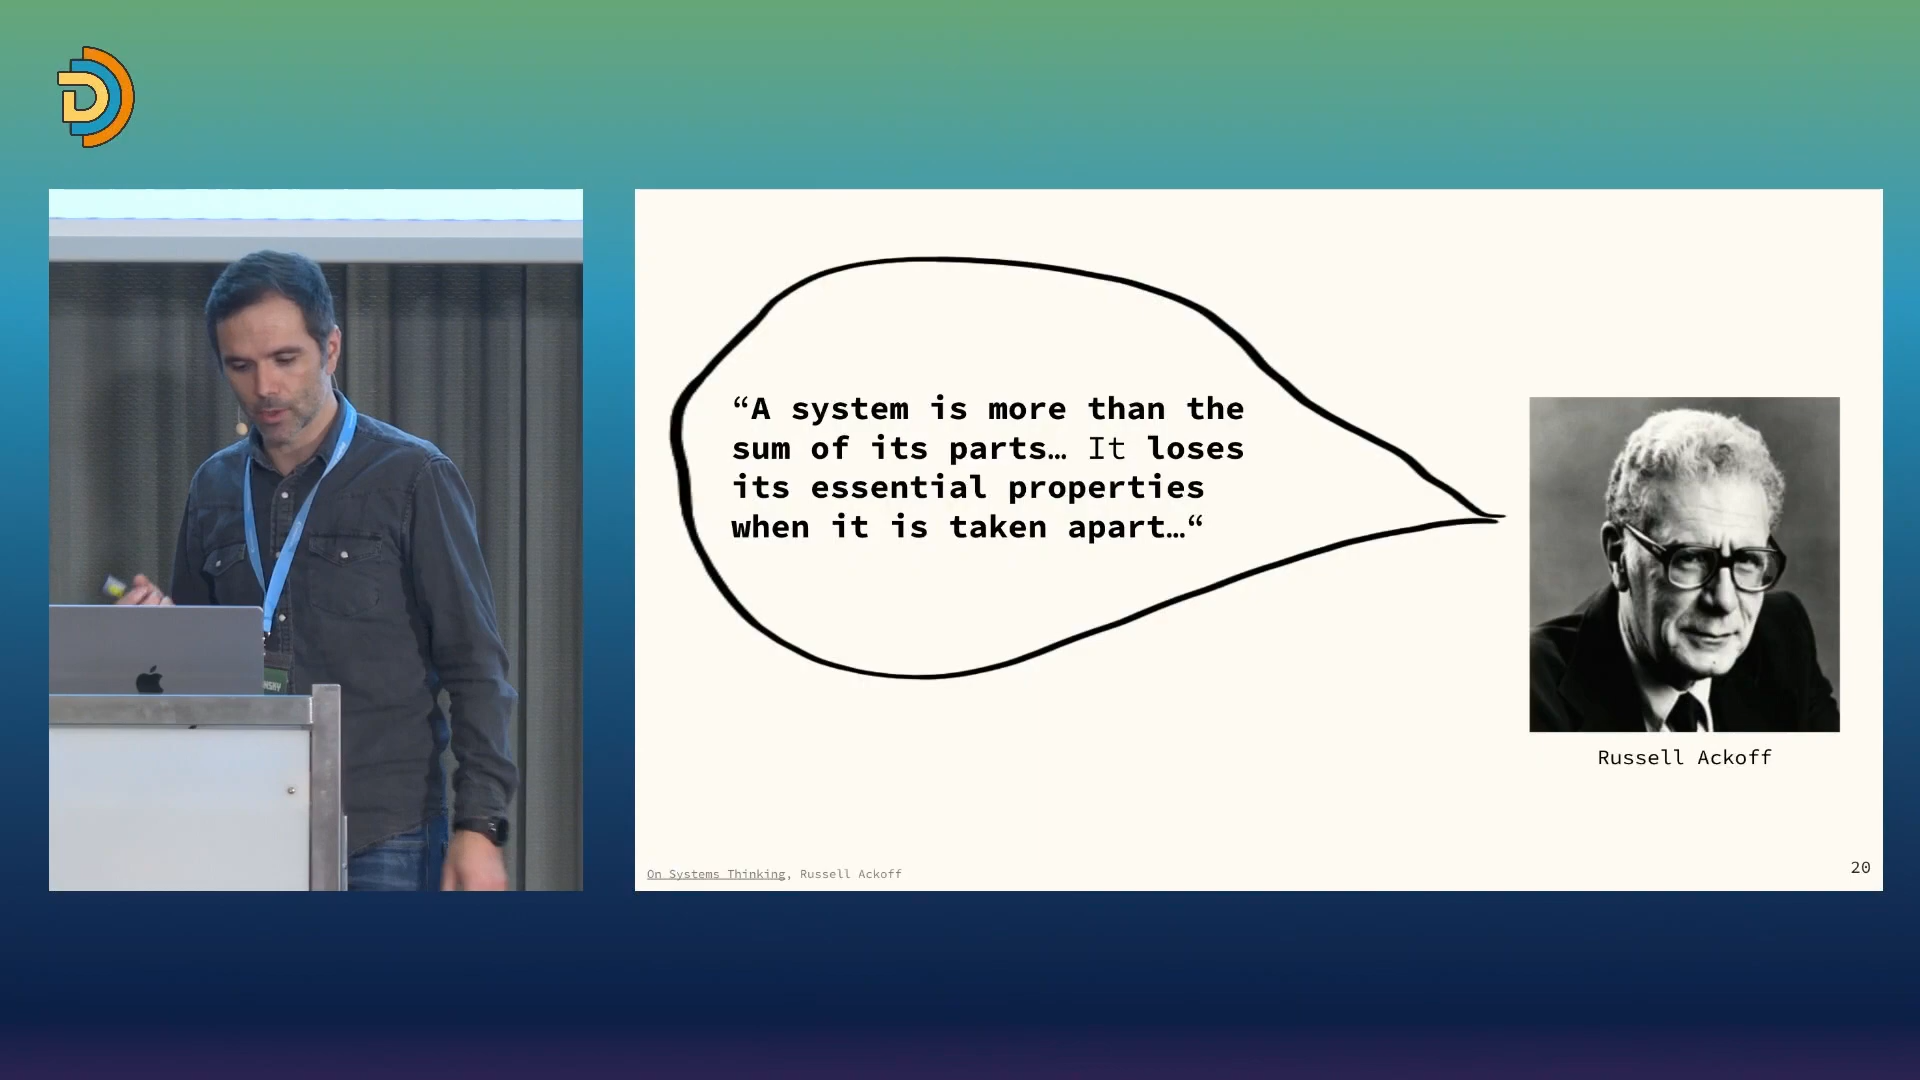 “A system is more than the
sum of its parts… It loses
its essential properties
when it is taken apart…“
Russell Ackoff
On Systems Thinking, Russell Ackoff
20